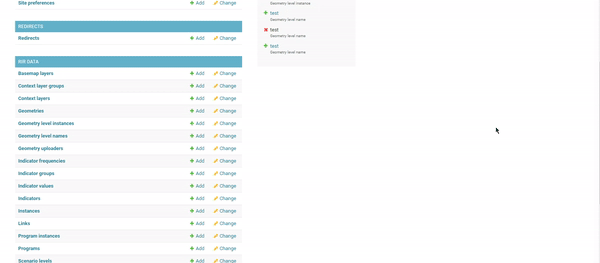 Site preferences Add Change
REDIRECTS
Redirects Add Change
RIR DATA
Basemap layers Add Change
Context layer groups Add Change
Context layers Add Change
Geometries Add Change
Geometry level instances Add Change
Geometry level names Add Change
Geometry uploaders Add Change
Indicator frequencies Add Change
Indicator groups Add Change
Indicator values Add Change
Indicators Add Change
Instances Add Change
Links Add Change
Program instances Add Change
Programs Add Change
Scenario levels Add Change
Geometry level instance
test
Geometry level name
test
Geometry level name
test
Geometry level name